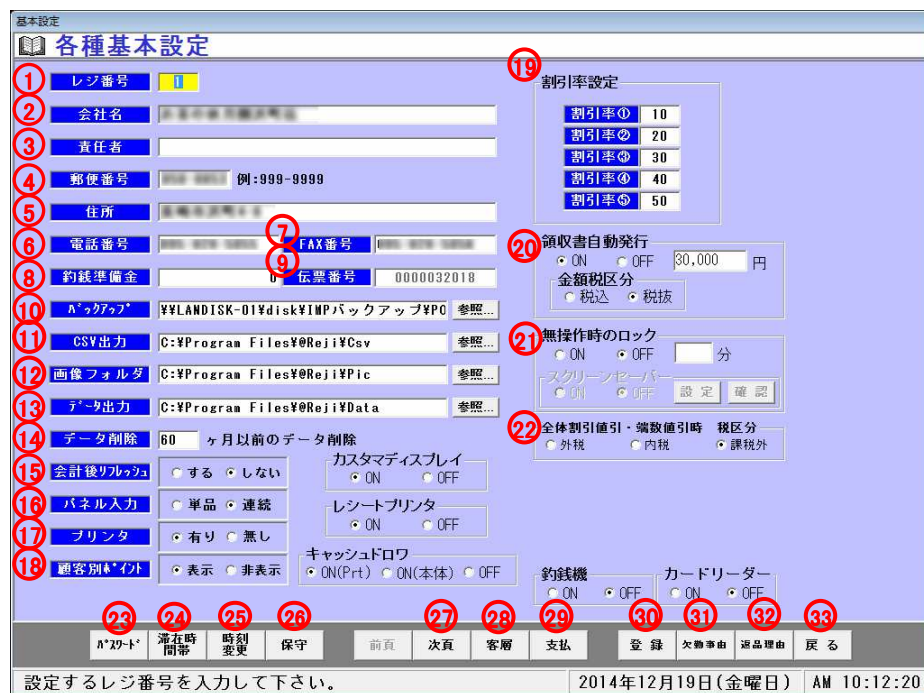 基本設定
各種基本設定
① レジ番号 1
② 会社名
③ 責任者
④ 郵便番号 例:999-9999
⑤ 住所
⑥ 電話番号 ⑦ FAX番号
⑧ 釣銭準備金 0 ⑨ 伝票番号 0000032018
⑩ ﾊﾞｯｸｱｯﾌﾟ ¥¥LANDISK-01¥disk¥IMPバックアップ¥PO 参照...
⑪ CSV出力 C:¥Program Files¥@Reji¥Csv 参照...
⑫ 画像フォルダ C:¥Program Files¥@Reji¥Pic 参照...
⑬ ﾃﾞｰﾀ出力 C:¥Program Files¥@Reji¥Data 参照...
⑭ データ削除 60 ヶ月以前のデータ削除
⑮ 会計後ﾘﾌﾚｯｼｭ する しない
⑯ パネル入力 単品 連続
⑰ プリンタ 有り 無し
⑱ 顧客別ﾎﾟｲﾝﾄ 表示 非表示
カスタマディスプレイ
ON OFF
レシートプリンタ
ON OFF
キャッシュドロワ
ON(Prt) ON(本体) OFF
⑲ 割引率設定
割引率① 10
割引率② 20
割引率③ 30
割引率④ 40
割引率⑤ 50
⑳ 領収書自動発行
ON OFF 30,000 円
金額税区分
税込 税抜
㉑ 無操作時のロック
ON OFF 分
スクリーンセーバー
ON OFF 設定 確認
㉒ 全体割引値引・端数値引時 税区分
外税 内税 課税外
釣銭機
ON OFF
カードリーダー
ON OFF
㉓ ﾊﾟｽﾜｰﾄﾞ
㉔ 滞在時間帯
㉕ 時刻変更
㉖ 保守
前頁
㉗ 次頁
㉘ 客層
㉙ 支払
㉚ 登録
㉛ 欠勤事由
㉜ 返品理由
㉝ 戻る
設定するレジ番号を入力して下さい。 2014年12月19日(金曜日) AM 10:12:20